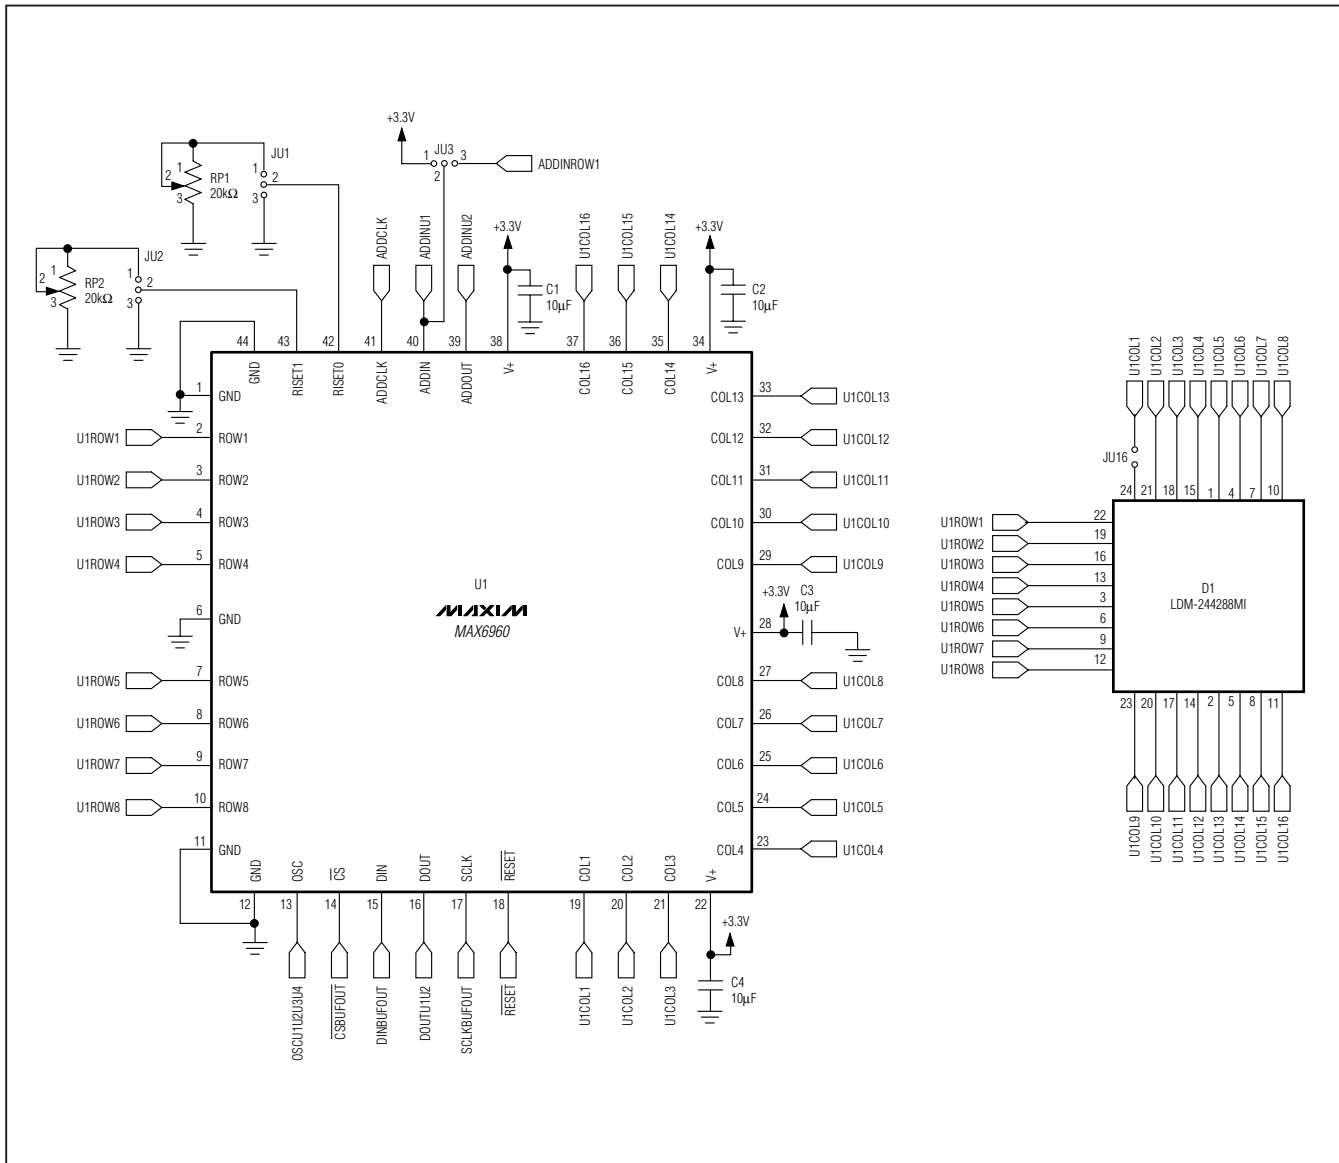 +3.3V
JU1
1
2
3
1
2
3
RP1
20kΩ
JU3
1
2
3
ADDINROW1
JU2
1
2
3
1
2
3
RP2
20kΩ
ADDCLK
ADDINU1
ADDINU2
+3.3V
C1
10µF
U1COL16
U1COL15
U1COL14
+3.3V
C2
10µF
44
43
42
41
40
39
38
37
36
35
34
GND
RISET1
RISET0
ADDCLK
ADDIN
ADDOUT
V+
COL16
COL15
COL14
V+
1
GND
U1ROW1
2
ROW1
U1ROW2
3
ROW2
U1ROW3
4
ROW3
U1ROW4
5
ROW4
6
GND
U1ROW5
7
ROW5
U1ROW6
8
ROW6
U1ROW7
9
ROW7
U1ROW8
10
ROW8
11
GND
U1
MAXIM
MAX6960
COL13
33
U1COL13
COL12
32
U1COL12
COL11
31
U1COL11
COL10
30
U1COL10
COL9
29
U1COL9
+3.3V
C3
10µF
V+
28
COL8
27
U1COL8
COL7
26
U1COL7
COL6
25
U1COL6
COL5
24
U1COL5
COL4
23
U1COL4
GND
OSC
CS
DIN
DOUT
SCLK
RESET
COL1
COL2
COL3
V+
12
13
14
15
16
17
18
19
20
21
22
+3.3V
C4
10µF
OSCU1U2U3U4
CSBUFOUT
DINBUFOUT
DOUTU1U2
SCLKBUFOUT
RESET
U1COL1
U1COL2
U1COL3
U1COL1
U1COL2
U1COL3
U1COL4
U1COL5
U1COL6
U1COL7
U1COL8
JU16
24
21
18
15
1
4
7
10
U1ROW1
22
U1ROW2
19
U1ROW3
16
U1ROW4
13
U1ROW5
3
U1ROW6
6
U1ROW7
9
U1ROW8
12
D1
LDM-244288MI
23
20
17
14
2
5
8
11
U1COL9
U1COL10
U1COL11
U1COL12
U1COL13
U1COL14
U1COL15
U1COL16